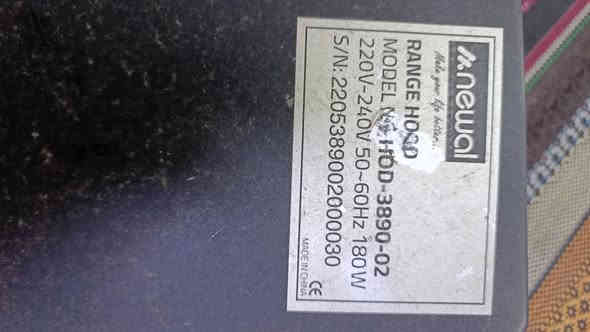 newal
Make your life better...
RANGE HOOD
MODEL No: HOD-3890-02
220V-240V 50~60Hz 180W
S/N: 2205389002000030
CE
MADE IN CHINA